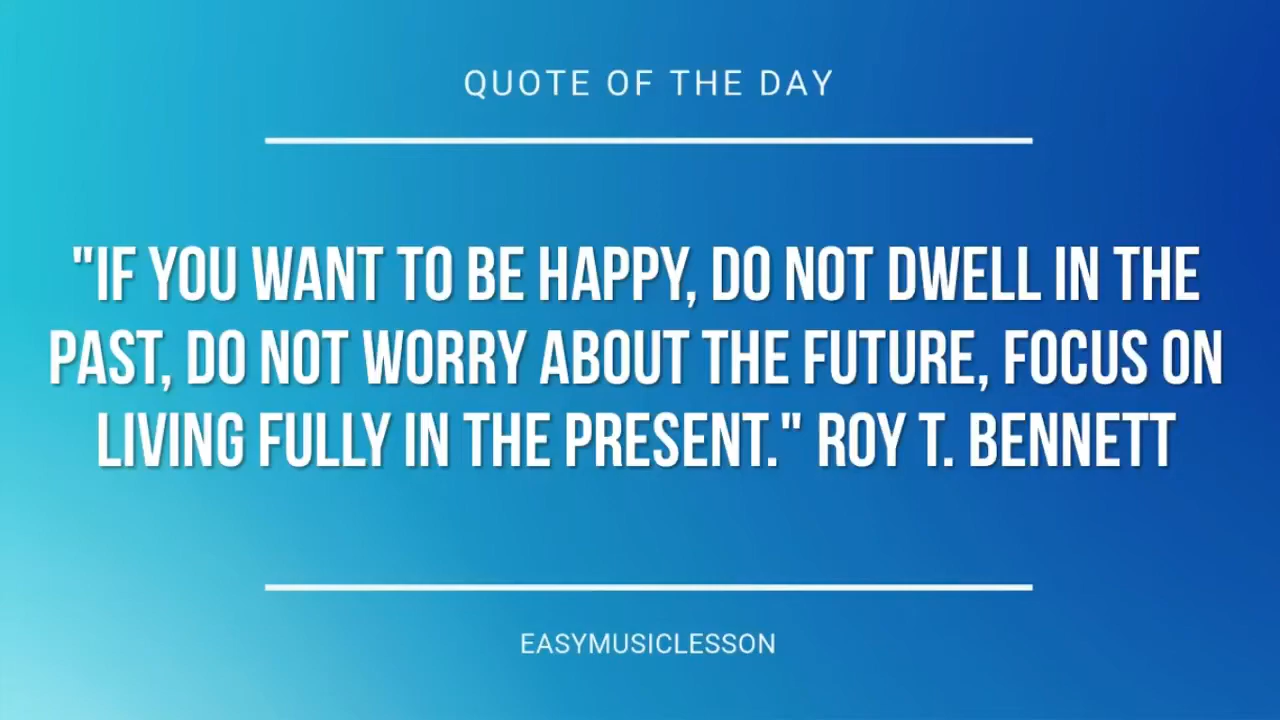 QUOTE OF THE DAY
"IF YOU WANT TO BE HAPPY, DO NOT DWELL IN THE
PAST, DO NOT WORRY ABOUT THE FUTURE, FOCUS ON
LIVING FULLY IN THE PRESENT." ROY T. BENNETT
EASYMUSICLESSON